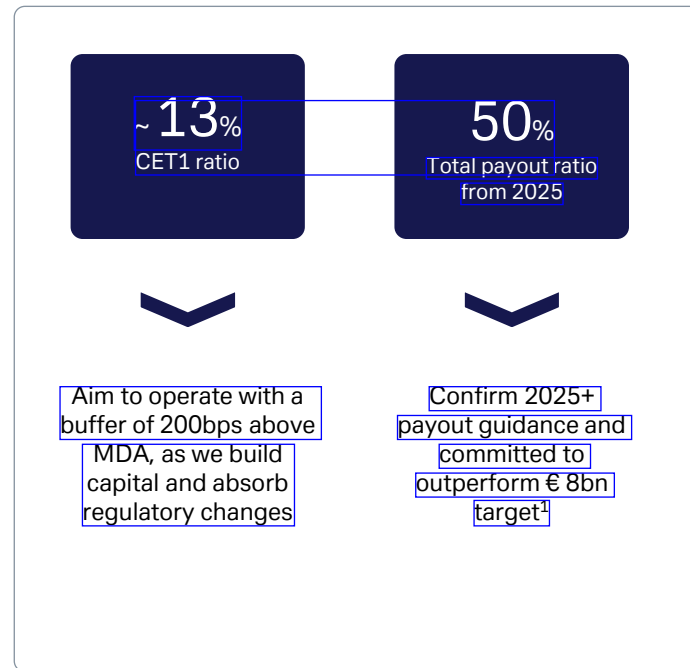 ~ 13%
CET1 ratio
50%
Total payout ratio
from 2025
Aim to operate with a
buffer of 200bps above
MDA, as we build
capital and absorb
regulatory changes
Confirm 2025+
payout guidance and
committed to
outperform € 8bn
target¹